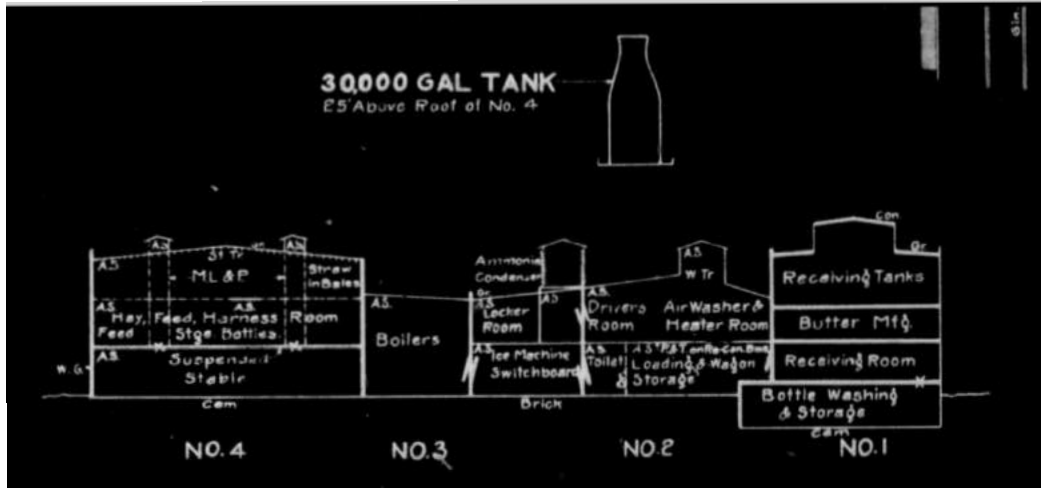 30,000 GAL TANK
25' Above Roof of No. 4
Con.
Gr.
A.S.
A.S.
St Tr
A.S.
M.L & P
Straw
in Bales
Ammonia
Condenser
Gr.
A.S.
W Tr
Receiving Tanks
A.S.
Hay, Feed, Harness Room
Feed Stge Bottles
A.S.
A.S.
Boilers
A.S.
Locker
Room
A.S.
A.S.
Drivers
Room
Air Washer &
Heater Room
Butter Mfg.
A.S.
Stable
W.G.
A.S.
Ice Machine
Switchboard
A.S.
Toilet
A.S.
Loading & Wagon
& Storage
Receiving Room
Bottle Washing
& Storage
Cem
Brick
Cem
NO. 4
NO. 3
NO. 2
NO. 1